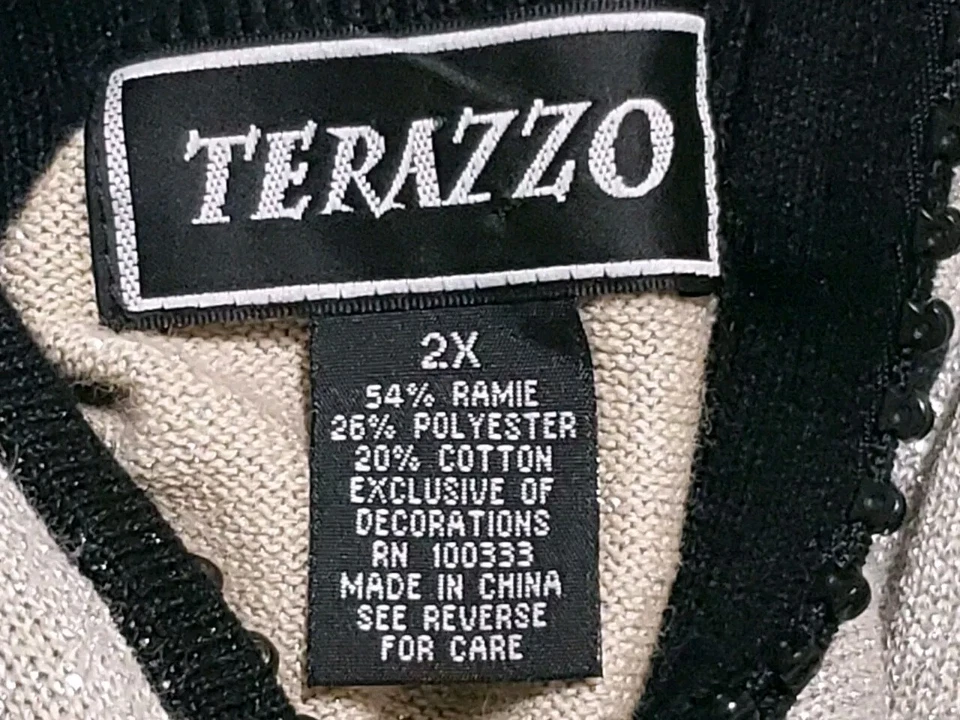 TERAZZO
2X
54% RAMIE
26% POLYESTER
20% COTTON
EXCLUSIVE OF
DECORATIONS
RN 100333
MADE IN CHINA
SEE REVERSE
FOR CARE